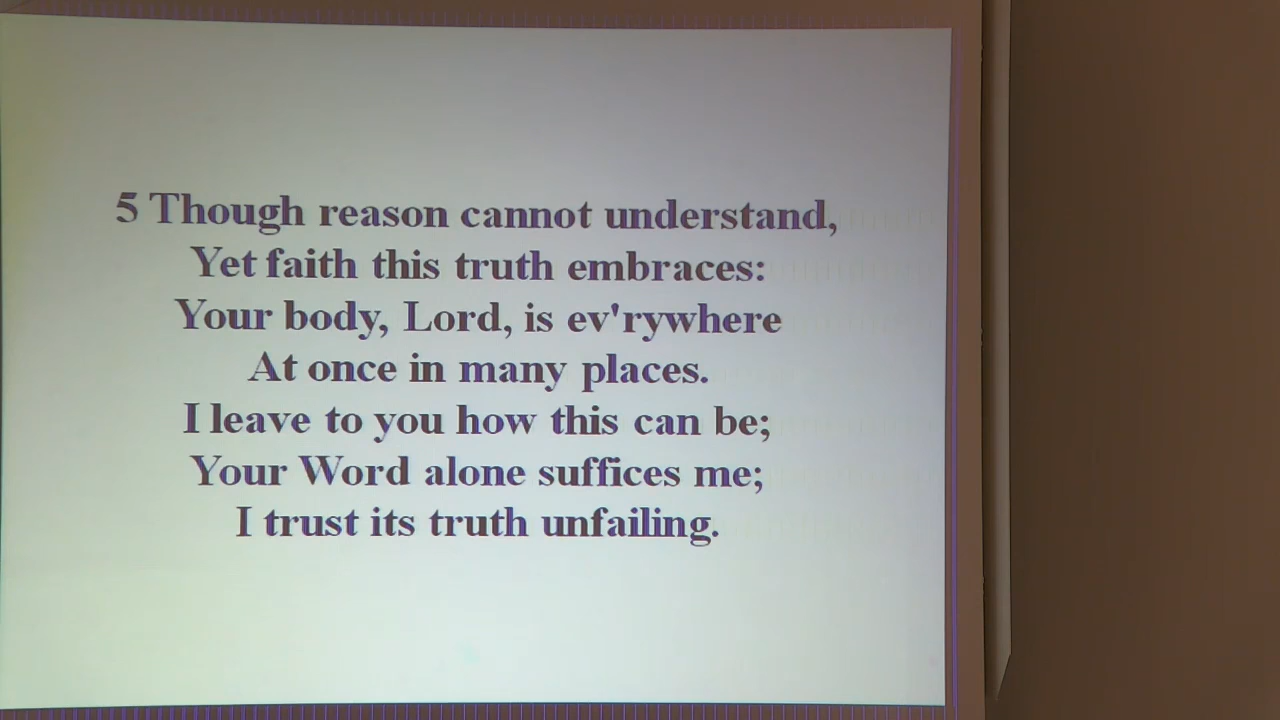 5 Though reason cannot understand,
Yet faith this truth embraces:
Your body, Lord, is ev'rywhere
At once in many places.
I leave to you how this can be;
Your Word alone suffices me;
I trust its truth unfailing.